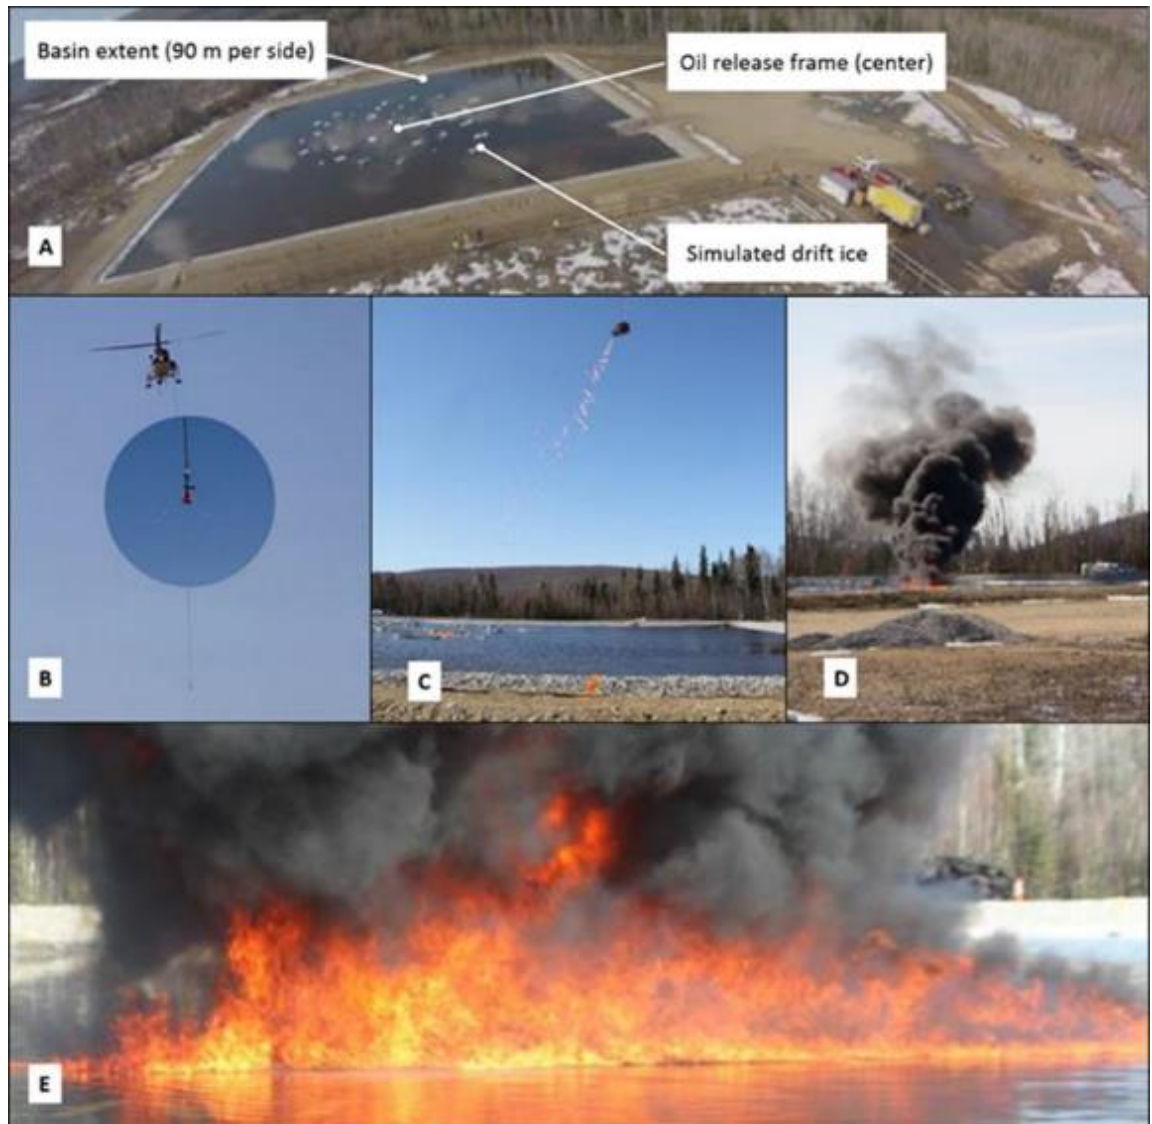 Basin extent (90 m per side)
Oil release frame (center)
Simulated drift ice
A
B
C
D
E